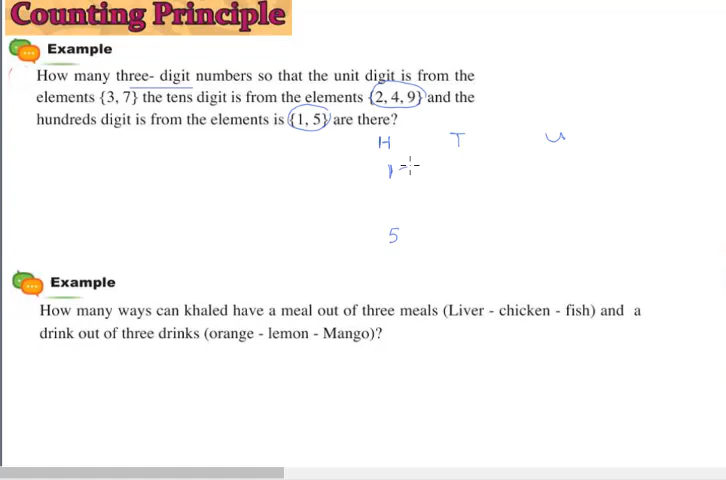 Counting Principle
Example
How many three- digit numbers so that the unit digit is from the
elements {3, 7} the tens digit is from the elements {2, 4, 9} and the
hundreds digit is from the elements is {1, 5} are there?
H T U
1
5
Example
How many ways can khaled have a meal out of three meals (Liver - chicken - fish) and a
drink out of three drinks (orange - lemon - Mango)?